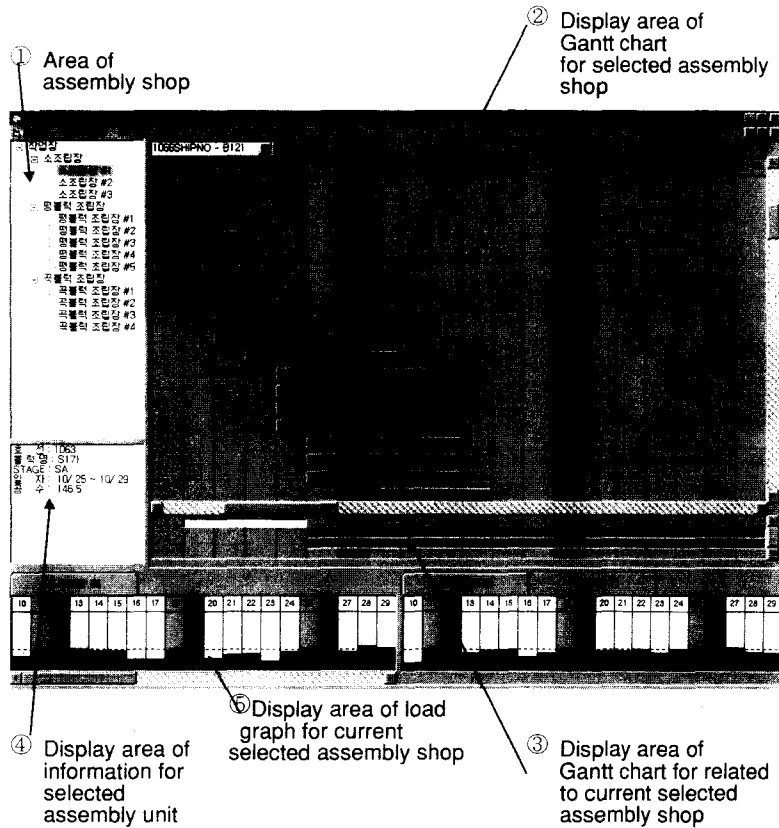 ① Area of
assembly shop
② Display area of
Gantt chart
for selected assembly
shop
작업장
소조립장
소조립장 #2
소조립장 #3
평블럭 조립장
평블럭 조립장 #1
평블럭 조립장 #2
평블럭 조립장 #3
평블럭 조립장 #4
평블럭 조립장 #5
곡블럭 조립장
곡블럭 조립장 #1
곡블럭 조립장 #2
곡블럭 조립장 #3
곡블럭 조립장 #4
1066SHIPNO - B121
: 1063
STAGE : SA
: 10/25 ~ 10/29
수 : 146.5
10 13 14 15 16 17 20 21 22 23 24 27 28 29
10 13 14 15 16 17 20 21 22 23 24 27 28 29
④ Display area of
information for
selected
assembly unit
⑤ Display area of load
graph for current
selected assembly shop
③ Display area of
Gantt chart for related
to current selected
assembly shop